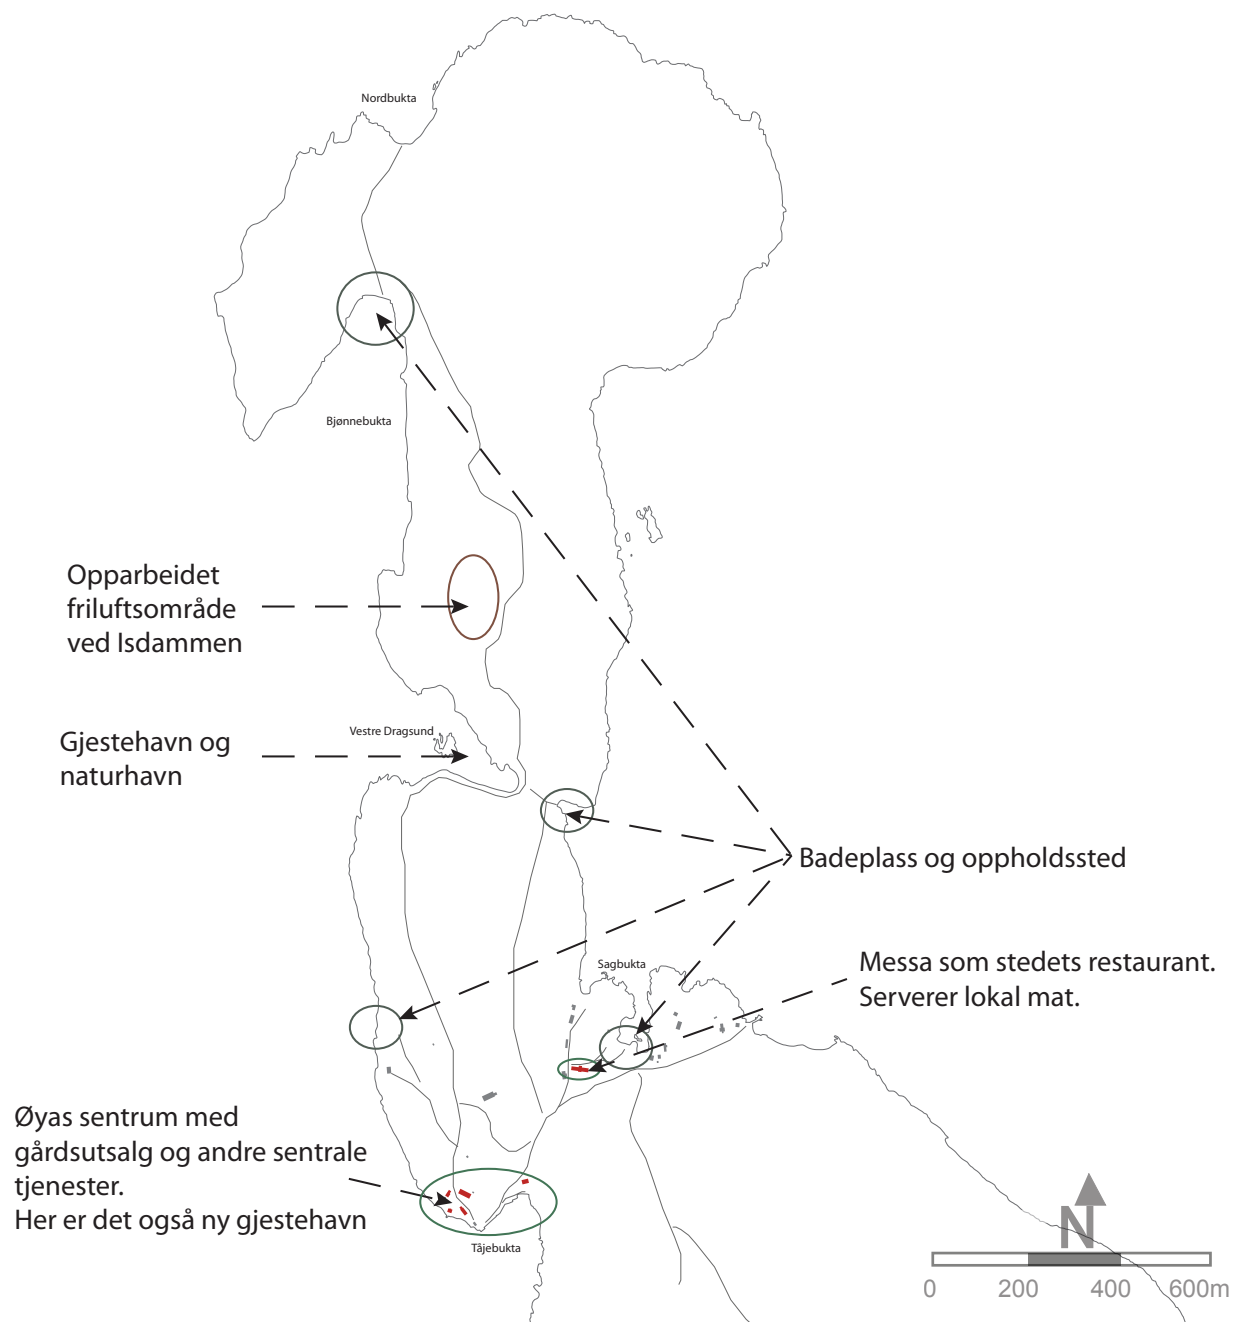 Nordbukta
Bjønnebukta
Opparbeidet
friluftsområde
ved Isdammen
Vestre Dragsund
Gjestehavn og
naturhavn
Badeplass og oppholdssted
Sagbukta
Messa som stedets restaurant.
Serverer lokal mat.
Øyas sentrum med
gårdsutsalg og andre sentrale
tjenester.
Her er det også ny gjestehavn
Tåjebukta
N
0 200 400 600m